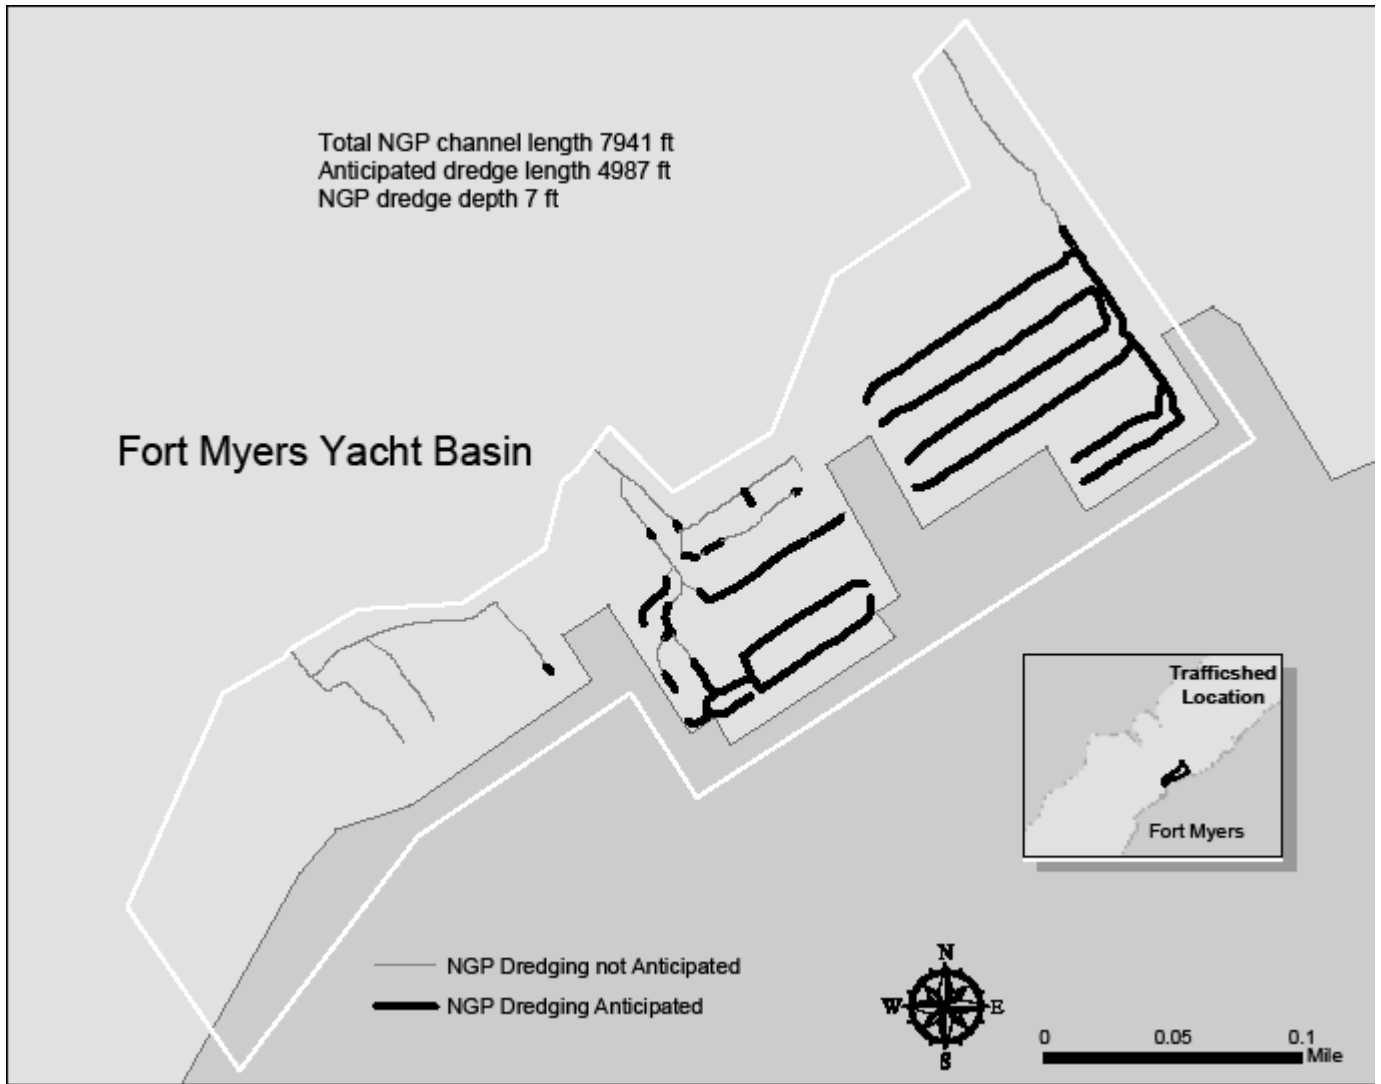 Total NGP channel length 7941 ft
Anticipated dredge length 4987 ft
NGP dredge depth 7 ft
Fort Myers Yacht Basin
Trafficshed
Location
Fort Myers
NGP Dredging not Anticipated
NGP Dredging Anticipated
N
W
E
S
0 0.05 0.1
Mile